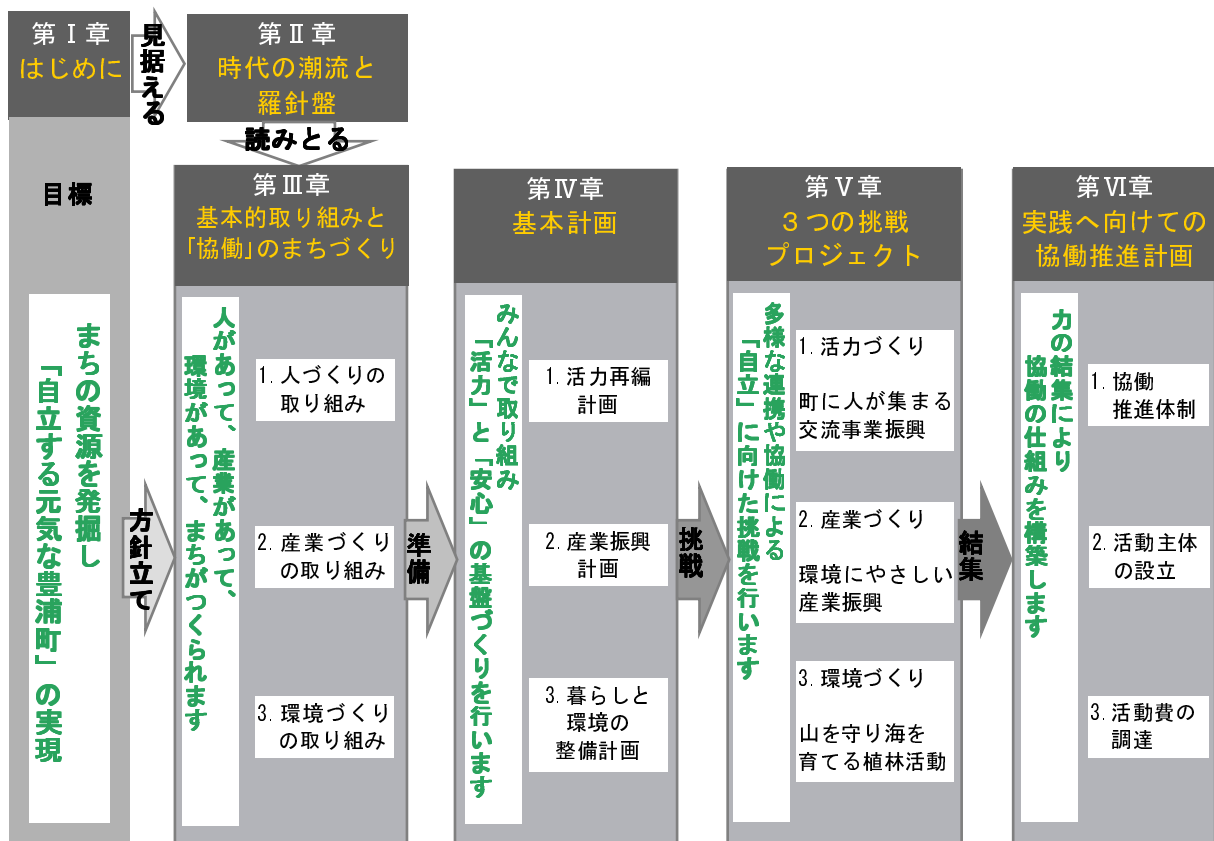 第Ⅰ章
はじめに
見据える
第Ⅱ章
時代の潮流と
羅針盤
読みとる
目標
まちの資源を発掘し
「自立する元気な豊浦町」の実現
方針立て
第Ⅲ章
基本的取り組みと
「協働」のまちづくり
人があって、産業があって、
環境があって、まちがつくられます
1. 人づくりの
取り組み
2. 産業づくり
の取り組み
3. 環境づくり
の取り組み
準備
第Ⅳ章
基本計画
みんなで取り組み
「活力」と「安心」の基盤づくりを行います
1. 活力再編
計画
2. 産業振興
計画
3. 暮らしと
環境の
整備計画
挑戦
第Ⅴ章
３つの挑戦
プロジェクト
多様な連携や協働による
「自立」に向けた挑戦を行います
1. 活力づくり
町に人が集まる
交流事業振興
2. 産業づくり
環境にやさしい
産業振興
3. 環境づくり
山を守り海を
育てる植林活動
結集
第Ⅵ章
実践へ向けての
協働推進計画
力の結集により
協働の仕組みを構築します
1. 協働
推進体制
2. 活動主体
の設立
3. 活動費の
調達